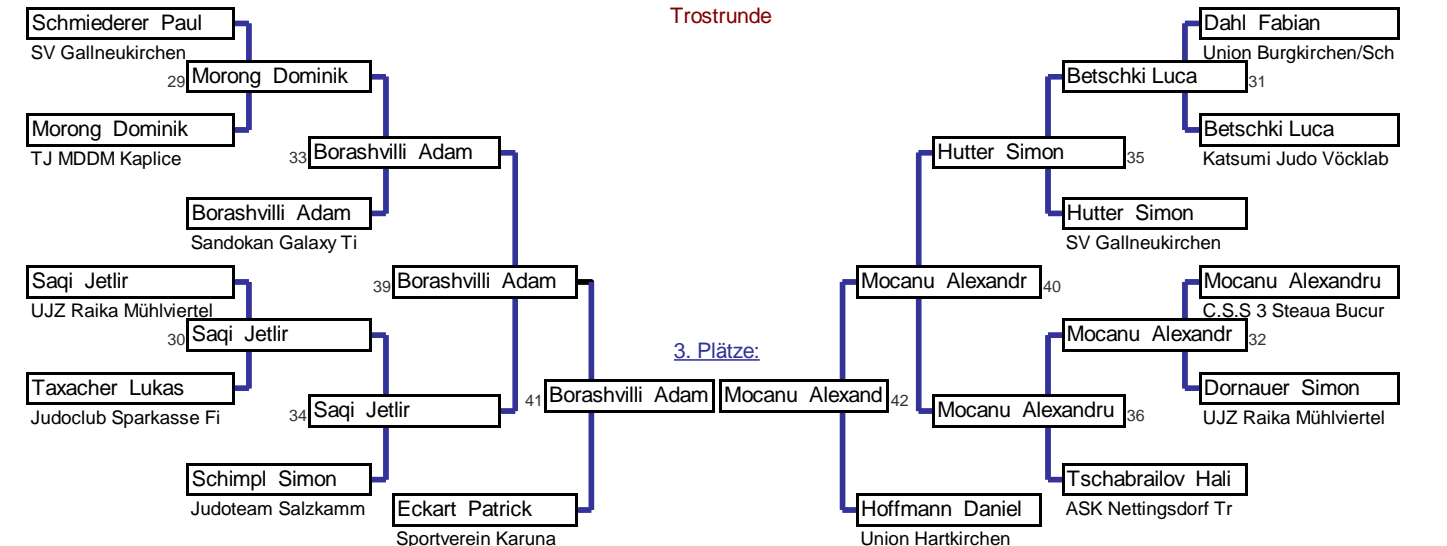 Trostrunde
Schmiederer Paul
SV Gallneukirchen
29 Morong Dominik
Morong Dominik
TJ MDDM Kaplice
33 Borashvilli Adam
Borashvilli Adam
Sandokan Galaxy Ti
Saqi Jetlir
UJZ Raika Mühlviertel
39 Borashvilli Adam
30 Saqi Jetlir
Taxacher Lukas
Judoclub Sparkasse Fi
34 Saqi Jetlir
Schimpl Simon
Judoteam Salzkamm
41 Borashvilli Adam
Eckart Patrick
Sportverein Karuna
3. Plätze:
Dahl Fabian
Union Burgkirchen/Sch
Betschki Luca 31
Betschki Luca
Katsumi Judo Vöcklab
Hutter Simon 35
Hutter Simon
SV Gallneukirchen
Mocanu Alexandr 40
Mocanu Alexandru
C.S.S 3 Steaua Bucur
Mocanu Alexandr 32
Dornauer Simon
UJZ Raika Mühlviertel
Mocanu Alexand 42
Mocanu Alexandru 36
Tschabrailov Hali
ASK Nettingsdorf Tr
Hoffmann Daniel
Union Hartkirchen